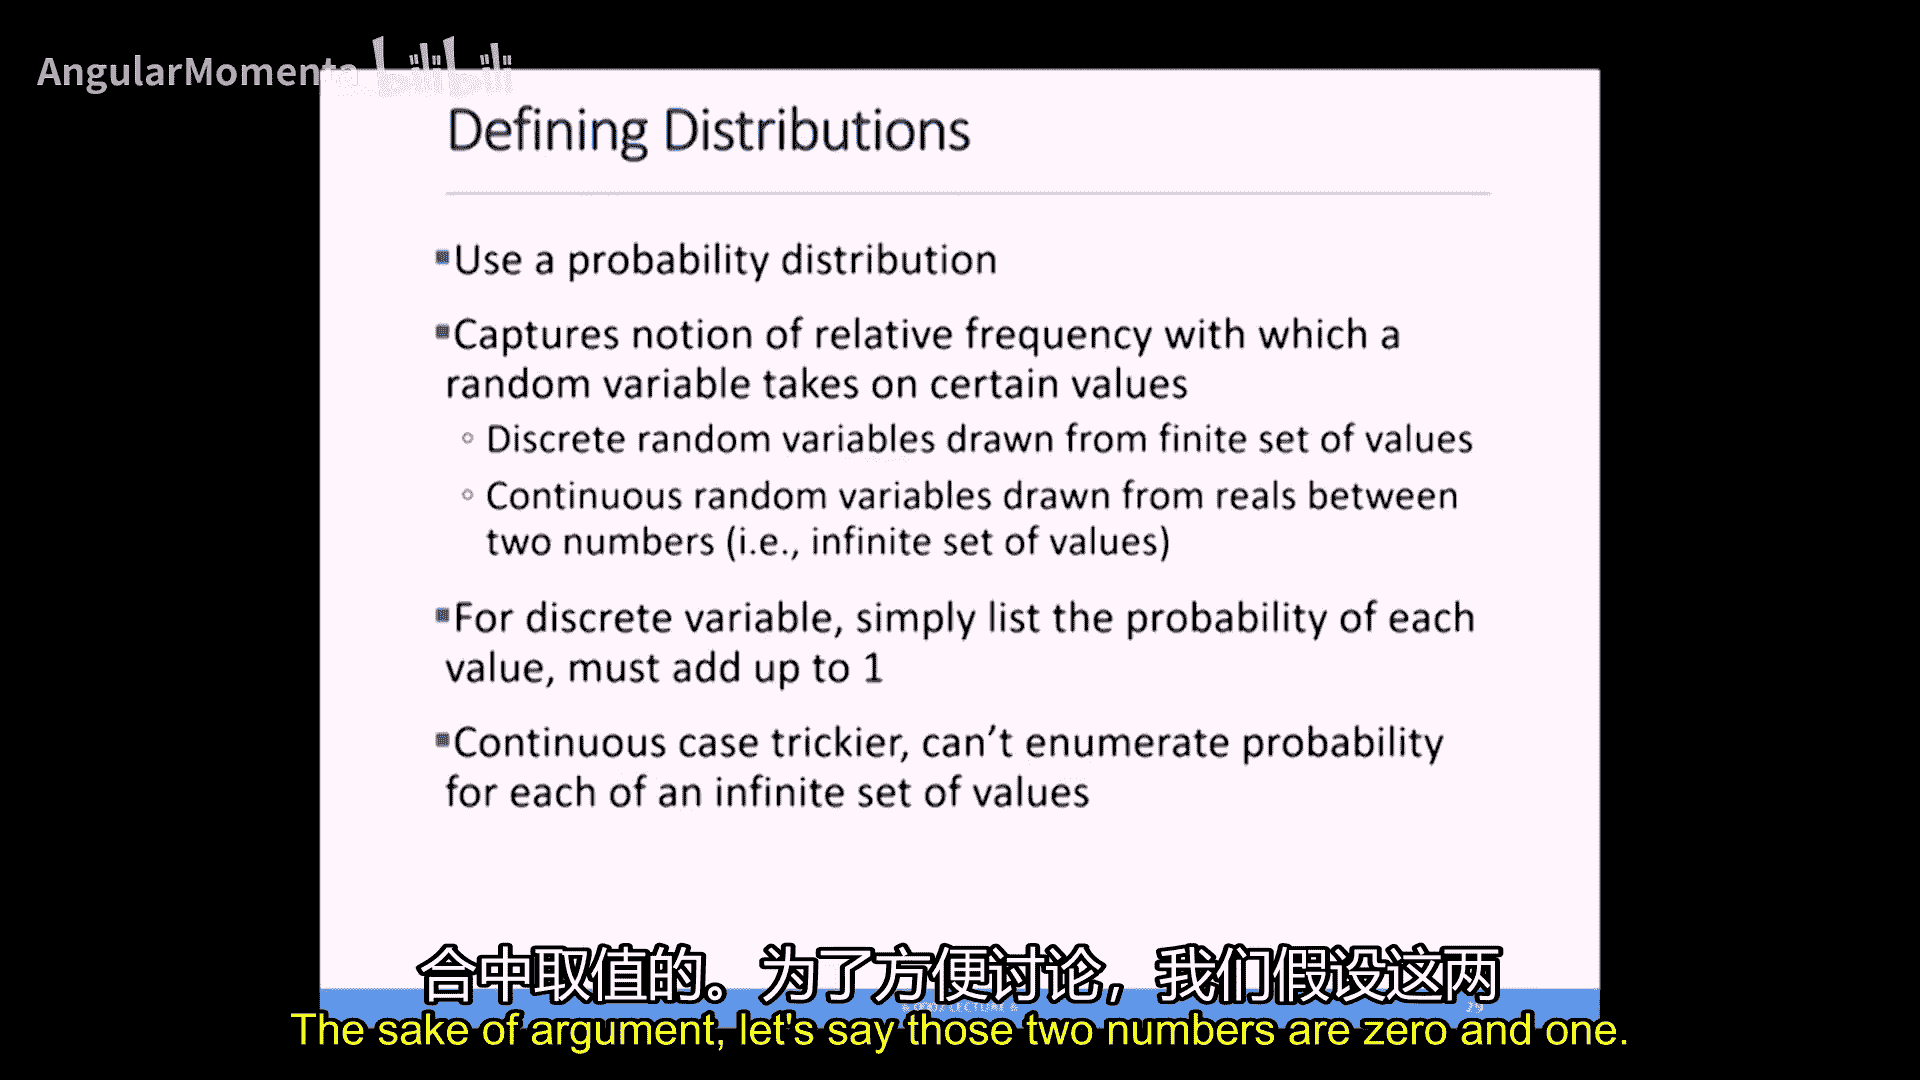 AngularMomenta bilibili
Defining Distributions
▪Use a probability distribution
▪Captures notion of relative frequency with which a
random variable takes on certain values
◦ Discrete random variables drawn from finite set of values
◦ Continuous random variables drawn from reals between
two numbers (i.e., infinite set of values)
▪For discrete variable, simply list the probability of each
value, must add up to 1
▪Continuous case trickier, can't enumerate probability
for each of an infinite set of values
合中取值的。为了方便讨论，我们假设这两
The sake of argument, let's say those two numbers are zero and one.